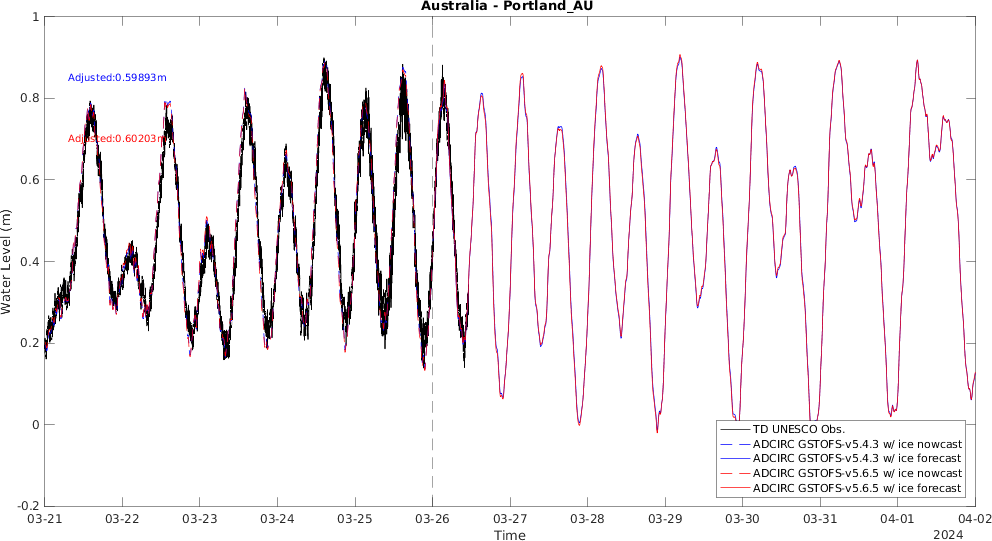 Australia - Portland_AU
Water Level (m)
1
0.8
0.6
0.4
0.2
0
-0.2
Adjusted:0.59893m
Adjusted:0.60203m
TD UNESCO Obs.
ADCIRC GSTOFS-v5.4.3 w/ ice nowcast
ADCIRC GSTOFS-v5.4.3 w/ ice forecast
ADCIRC GSTOFS-v5.6.5 w/ ice nowcast
ADCIRC GSTOFS-v5.6.5 w/ ice forecast
03-21 03-22 03-23 03-24 03-25 03-26 03-27 03-28 03-29 03-30 03-31 04-01 04-02
Time
2024